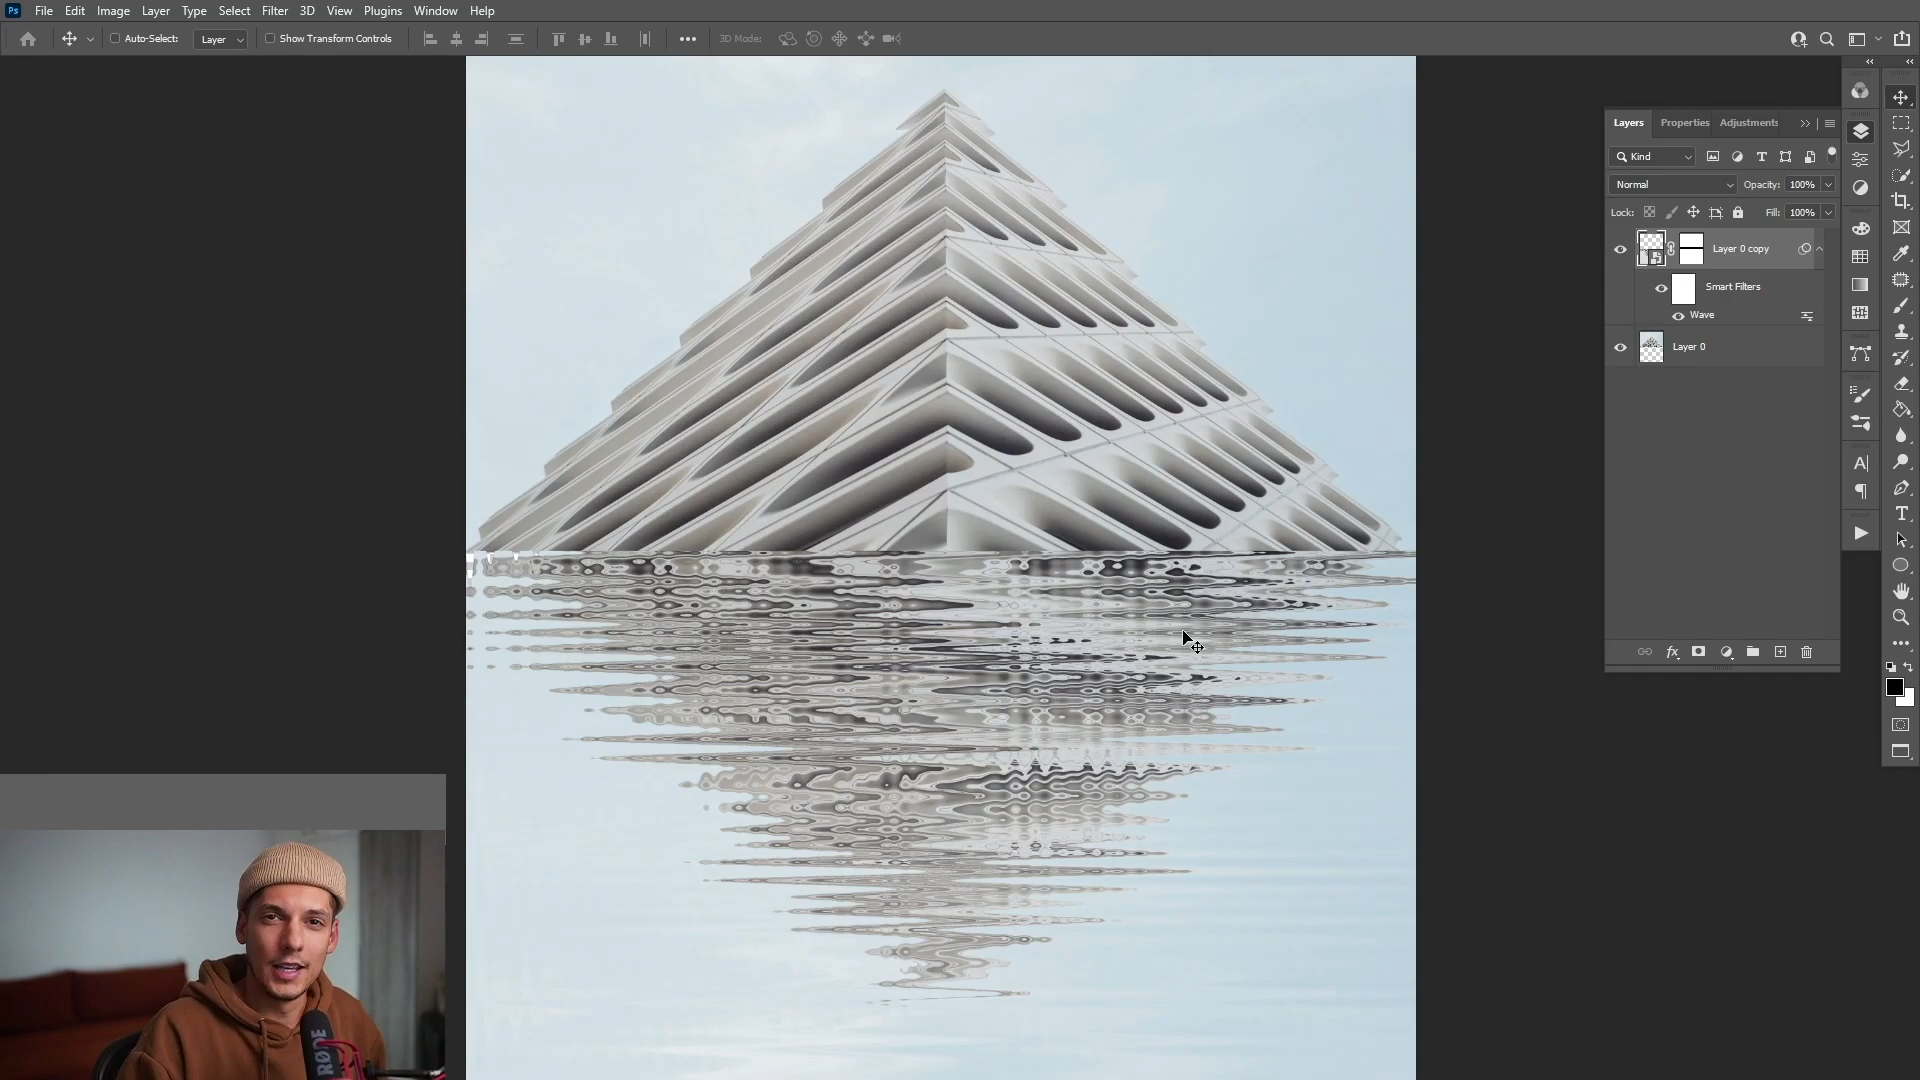 Ps File Edit Image Layer Type Select Filter 3D View Plugins Window Help
Auto-Select: Layer Show Transform Controls 3D Mode:
Layers Properties Adjustments
Kind
Normal Opacity: 100%
Lock: Fill: 100%
Layer 0 copy
Smart Filters
Wave
Layer 0
fx
RØDE